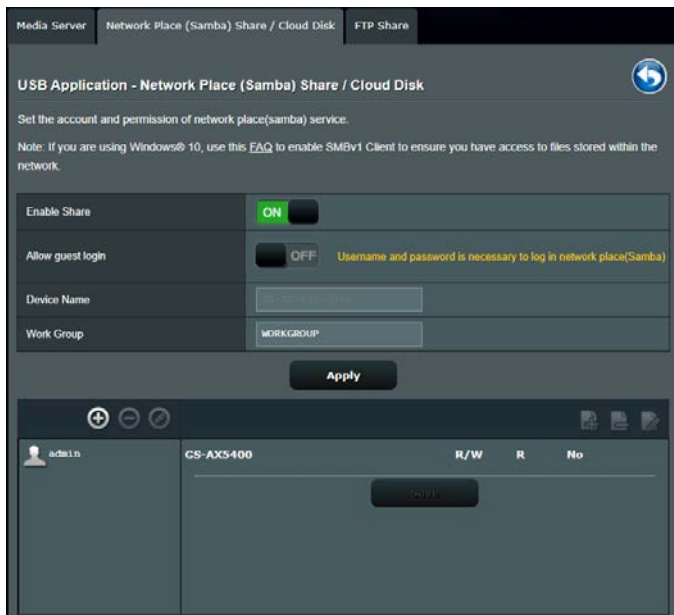 Media Server
Network Place (Samba) Share / Cloud Disk
FTP Share
USB Application - Network Place (Samba) Share / Cloud Disk
Set the account and permission of network place(samba) service.
Note: If you are using Windows® 10, use this FAQ to enable SMBv1 Client to ensure you have access to files stored within the
network.
Enable Share
ON
Allow guest login
OFF
Username and password is necessary to log in network place(Samba)
Device Name
Work Group
WORKGROUP
Apply
admin
GS-AX5400
R/W
R
No